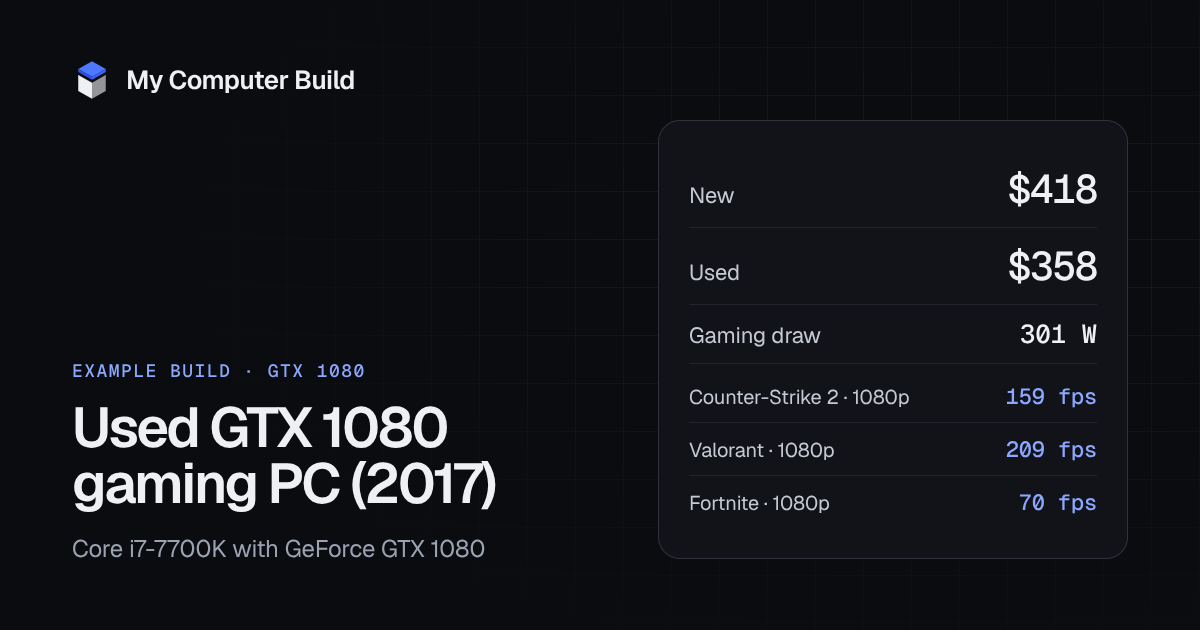 My Computer Build
EXAMPLE BUILD · GTX 1080
Used GTX 1080
gaming PC (2017)
Core i7-7700K with GeForce GTX 1080
New $418
Used $358
Gaming draw 301 W
Counter-Strike 2 · 1080p 159 fps
Valorant · 1080p 209 fps
Fortnite · 1080p 70 fps